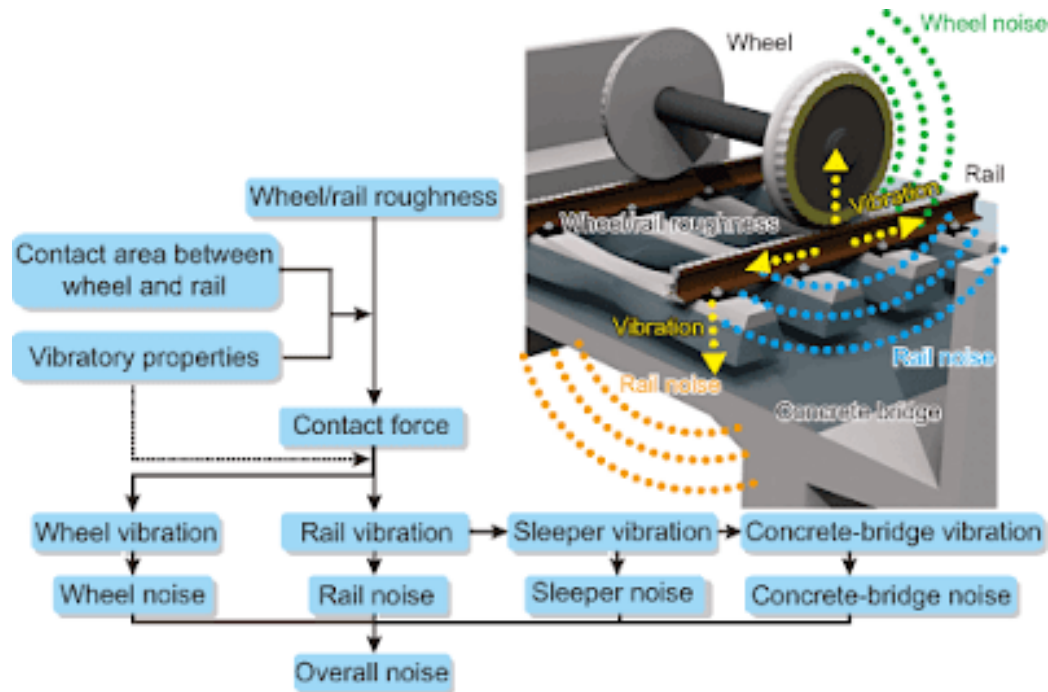 Wheel noise
Wheel
Rail
Vibration
Wheel/rail roughness
Vibration
Rail noise
Rail noise
Concrete-bridge
Wheel/rail roughness
Contact area between
wheel and rail
Vibratory properties
Contact force
Wheel vibration
Rail vibration
Sleeper vibration
Concrete-bridge vibration
Wheel noise
Rail noise
Sleeper noise
Concrete-bridge noise
Overall noise